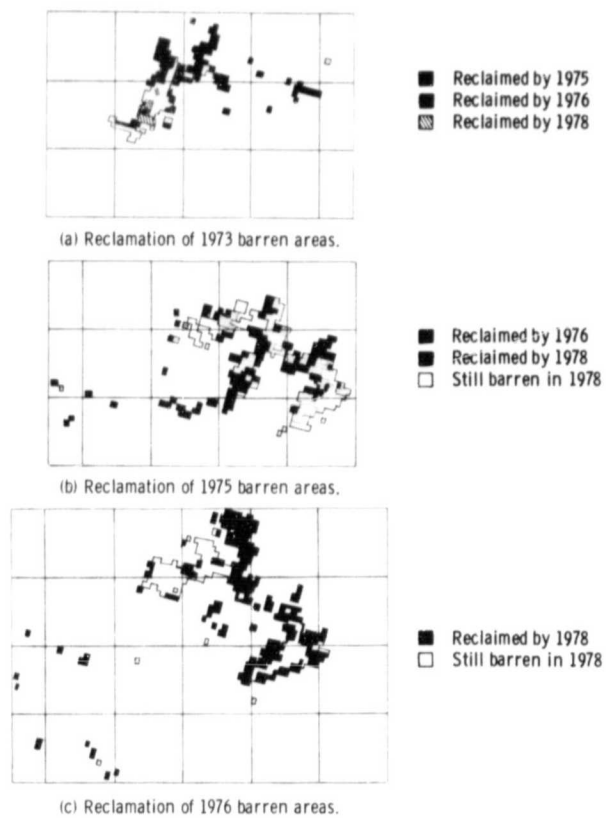 Reclaimed by 1975
Reclaimed by 1976
Reclaimed by 1978
(a) Reclamation of 1973 barren areas.
Reclaimed by 1976
Reclaimed by 1978
Still barren in 1978
(b) Reclamation of 1975 barren areas.
Reclaimed by 1978
Still barren in 1978
(c) Reclamation of 1976 barren areas.